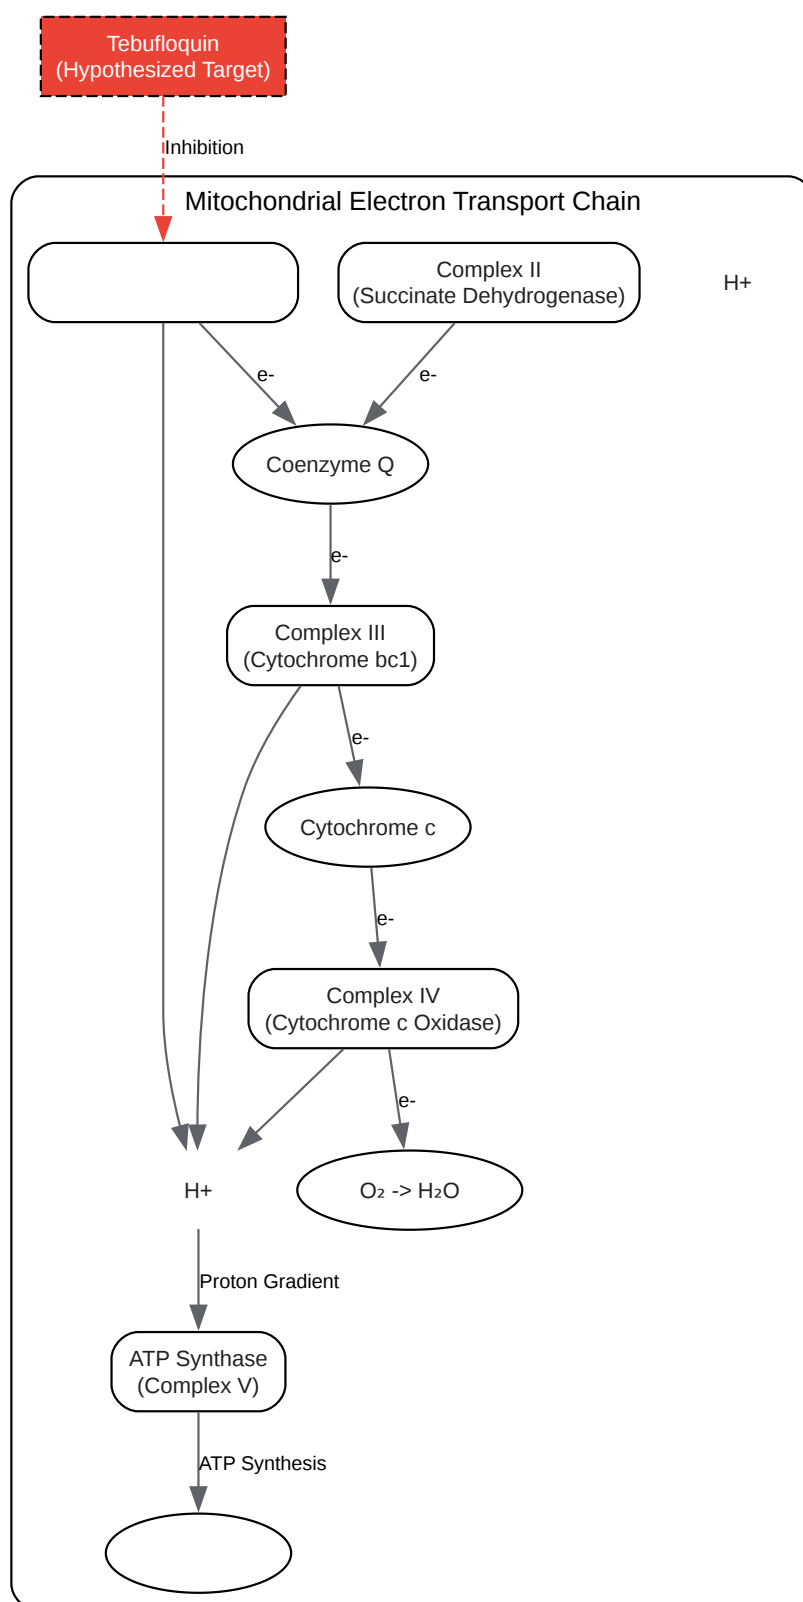 Tebufloquin
(Hypothesized Target)
Inhibition
Mitochondrial Electron Transport Chain
Complex II
(Succinate Dehydrogenase)
H+
e-
e-
Coenzyme Q
e-
Complex III
(Cytochrome bc1)
e-
Cytochrome c
e-
Complex IV
(Cytochrome c Oxidase)
e-
H+
O₂ -> H₂O
Proton Gradient
ATP Synthase
(Complex V)
ATP Synthesis